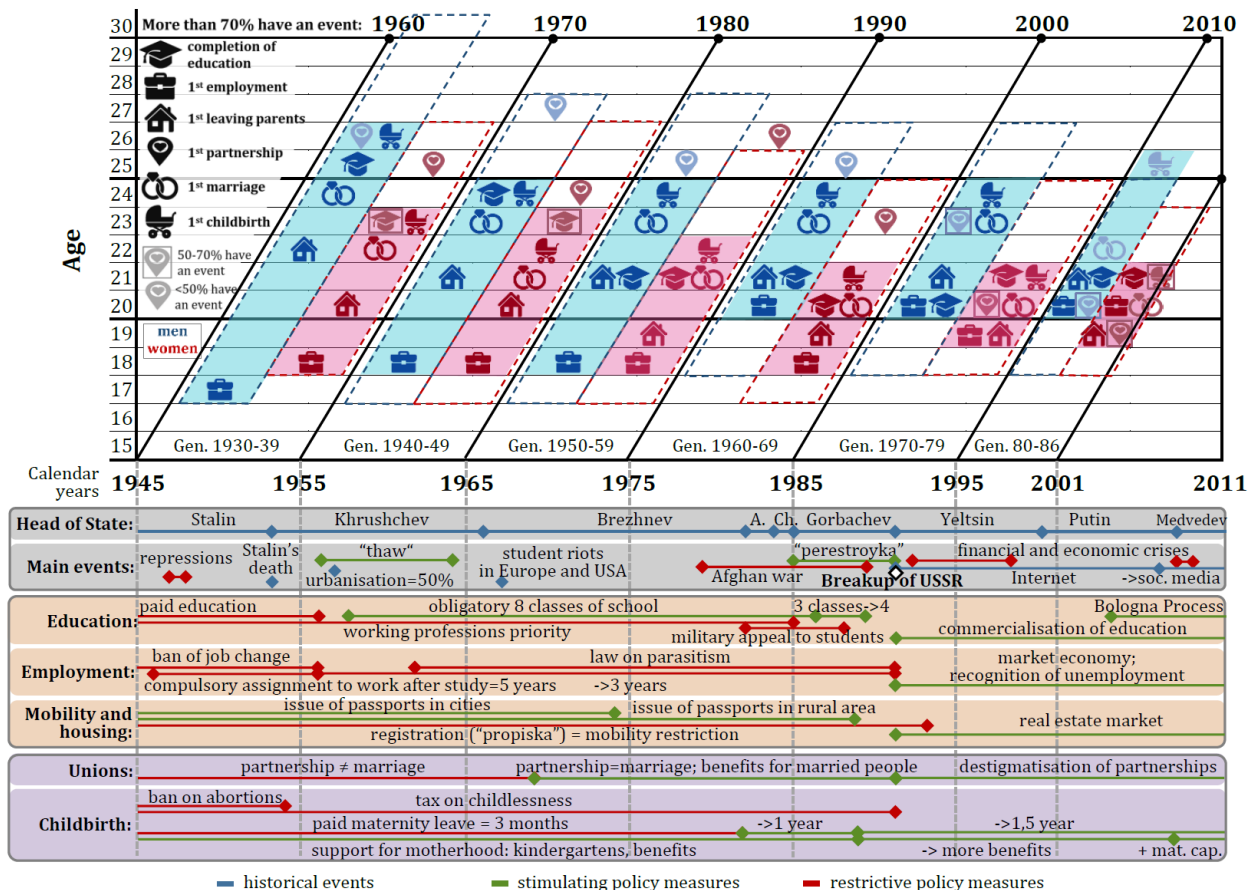 More than 70% have an event:
1960
1970
1980
1990
2000
2010
completion of
education
1st employment
1st leaving parents
1st partnership
1st marriage
1st childbirth
50-70% have
an event
<50% have
an event
men
women
Age
30
29
28
27
26
25
24
23
22
21
20
19
18
17
16
15
Gen. 1930-39
Gen. 1940-49
Gen. 1950-59
Gen. 1960-69
Gen. 1970-79
Gen. 80-86
Calendar
years
1945
1955
1965
1975
1985
1995
2001
2011
Head of State:
Stalin
Khrushchev
Brezhnev
A.
Ch.
Gorbachev
Yeltsin
Putin
Medvedev
Main events:
repressions
Stalin's
death
"thaw"
urbanisation=50%
student riots
in Europe and USA
Afghan war
"perestroyka"
Breakup of USSR
financial and economic crises
Internet
->soc. media
Education:
paid education
obligatory 8 classes of school
3 classes->4
Bologna Process
working professions priority
military appeal to students
commercialisation of education
Employment:
ban of job change
law on parasitism
market economy;
recognition of unemployment
compulsory assignment to work after study=5 years
->3 years
Mobility and
housing:
issue of passports in cities
issue of passports in rural area
registration ("propiska") = mobility restriction
real estate market
Unions:
partnership ≠ marriage
partnership=marriage; benefits for married people
destigmatisation of partnerships
Childbirth:
ban on abortions
tax on childlessness
paid maternity leave = 3 months
->1 year
->1,5 year
support for motherhood: kindergartens, benefits
-> more benefits
+ mat. cap.
historical events
stimulating policy measures
restrictive policy measures